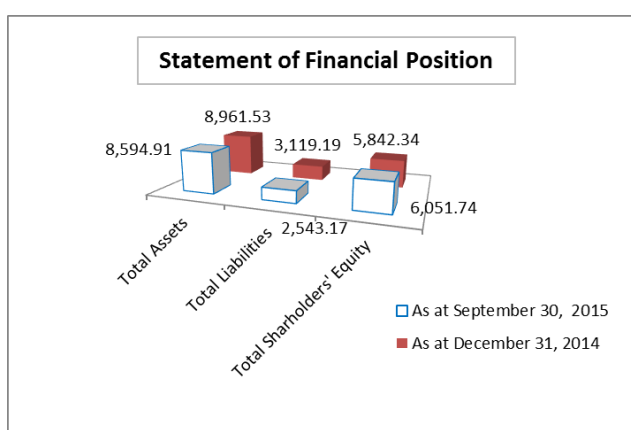 Statement of Financial Position
8,961.53
8,594.91
3,119.19
5,842.34
2,543.17
6,051.74
Total Assets
Total Liabilities
Total Sharholders' Equity
As at September 30, 2015
As at December 31, 2014